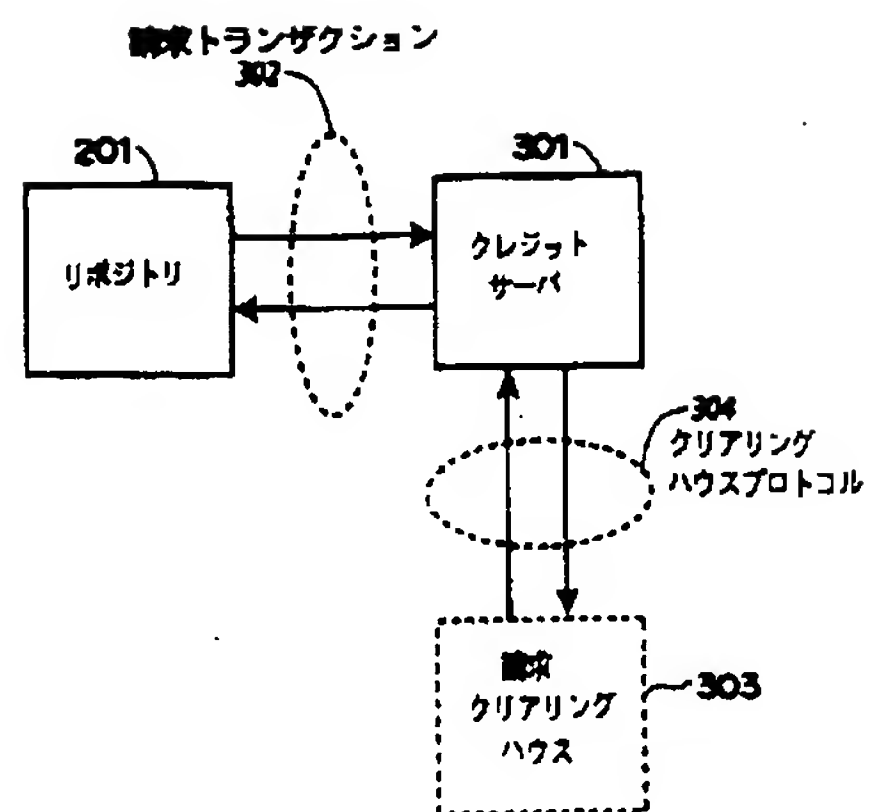 請求トランザクション
302
201
301
リポジトリ
クレジット
サーバ
304
クリアリング
ハウスプロトコル
請求
クリアリング
ハウス
303